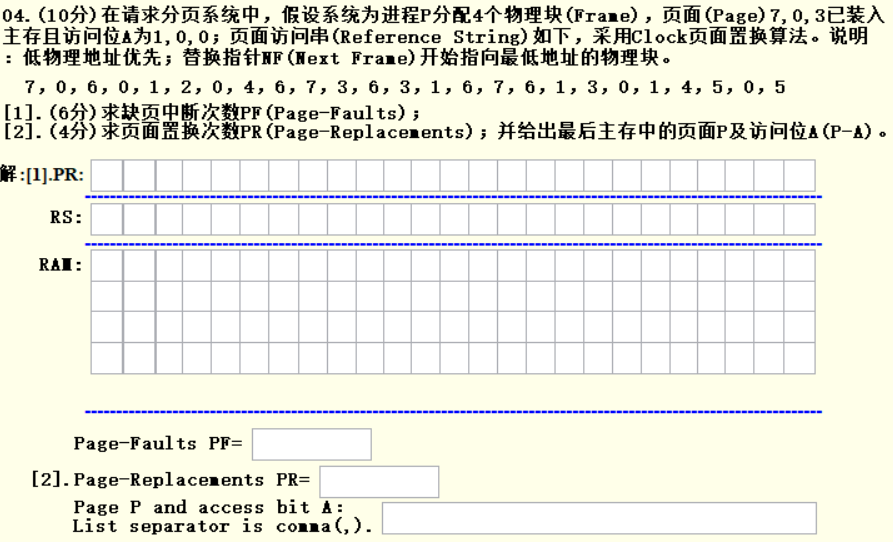 04.(10分)在请求分页系统中，假设系统为进程P分配4个物理块(Frame)，页面(Page)7,0,3已装入
主存且访问位A为1,0,0；页面访问串(Reference String)如下，采用Clock页面置换算法。说明
：低物理地址优先；替换指针NF(Next Frame)开始指向最低地址的物理块。
7，0，6，0，1，2，0，4，6，7，3，6，3，1，6，7，6，1，3，0，1，4，5，0，5
[1].(6分)求缺页中断次数PF(Page-Faults)；
[2].(4分)求页面置换次数PR(Page-Replacements)；并给出最后主存中的页面P及访问位A(P-A)。
解:[1].PR:
RS:
RAM:
Page-Faults PF=
[2].Page-Replacements PR=
Page P and access bit A:
List separator is comma(,).